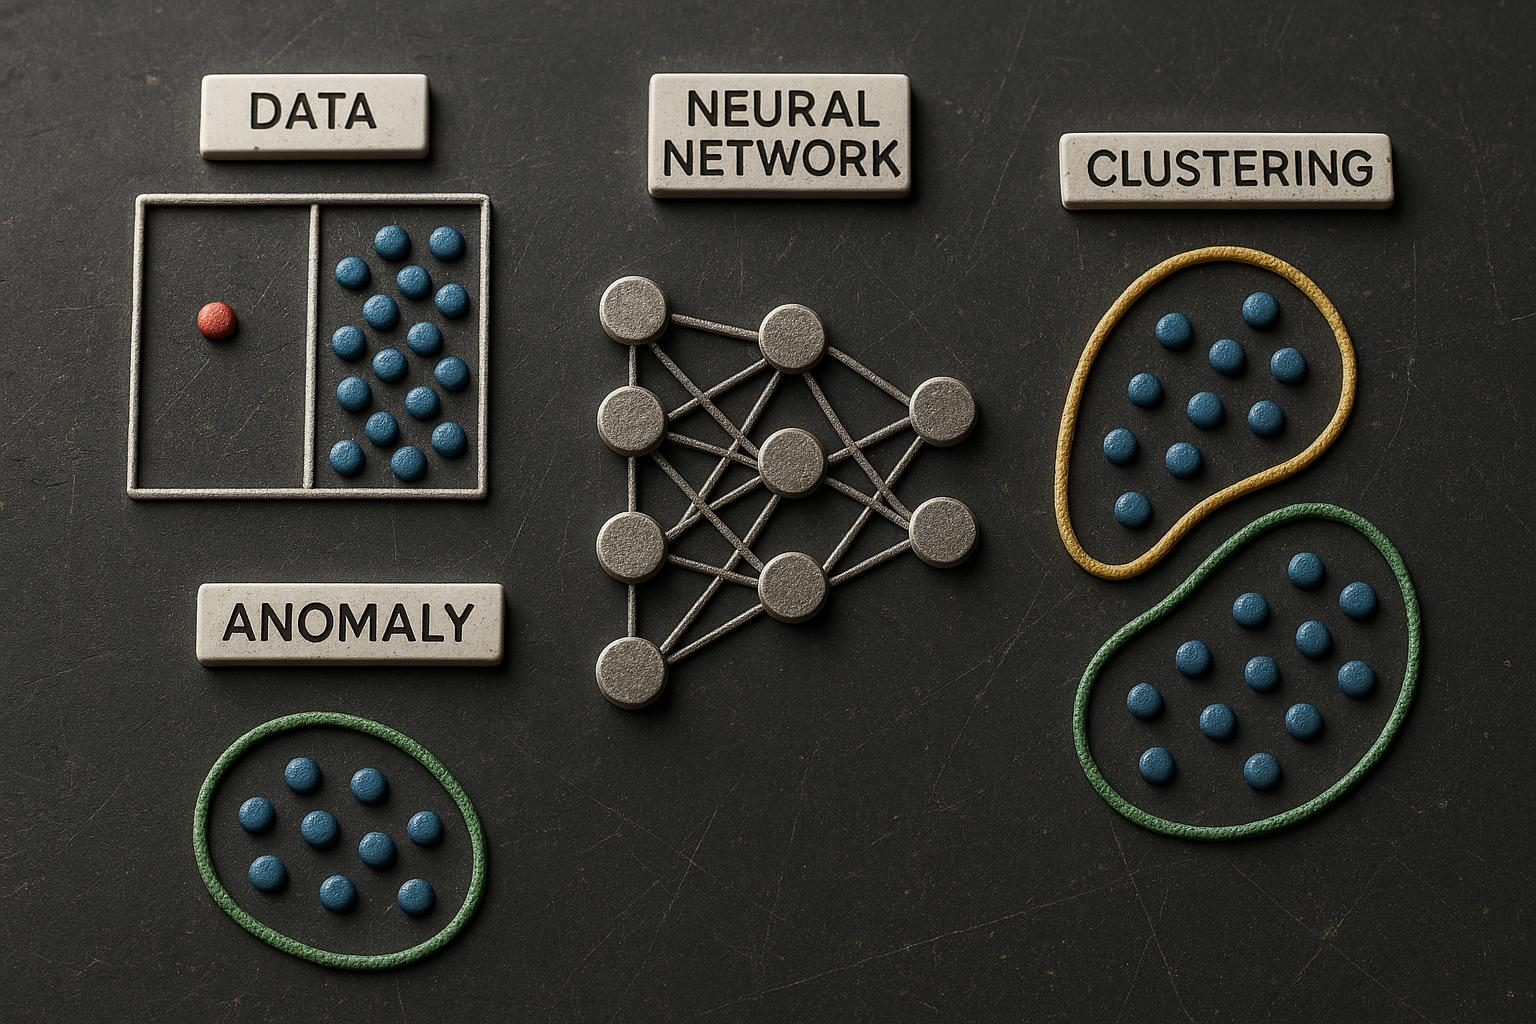 DATA
NEURAL
NETWORK
CLUSTERING
ANOMALY